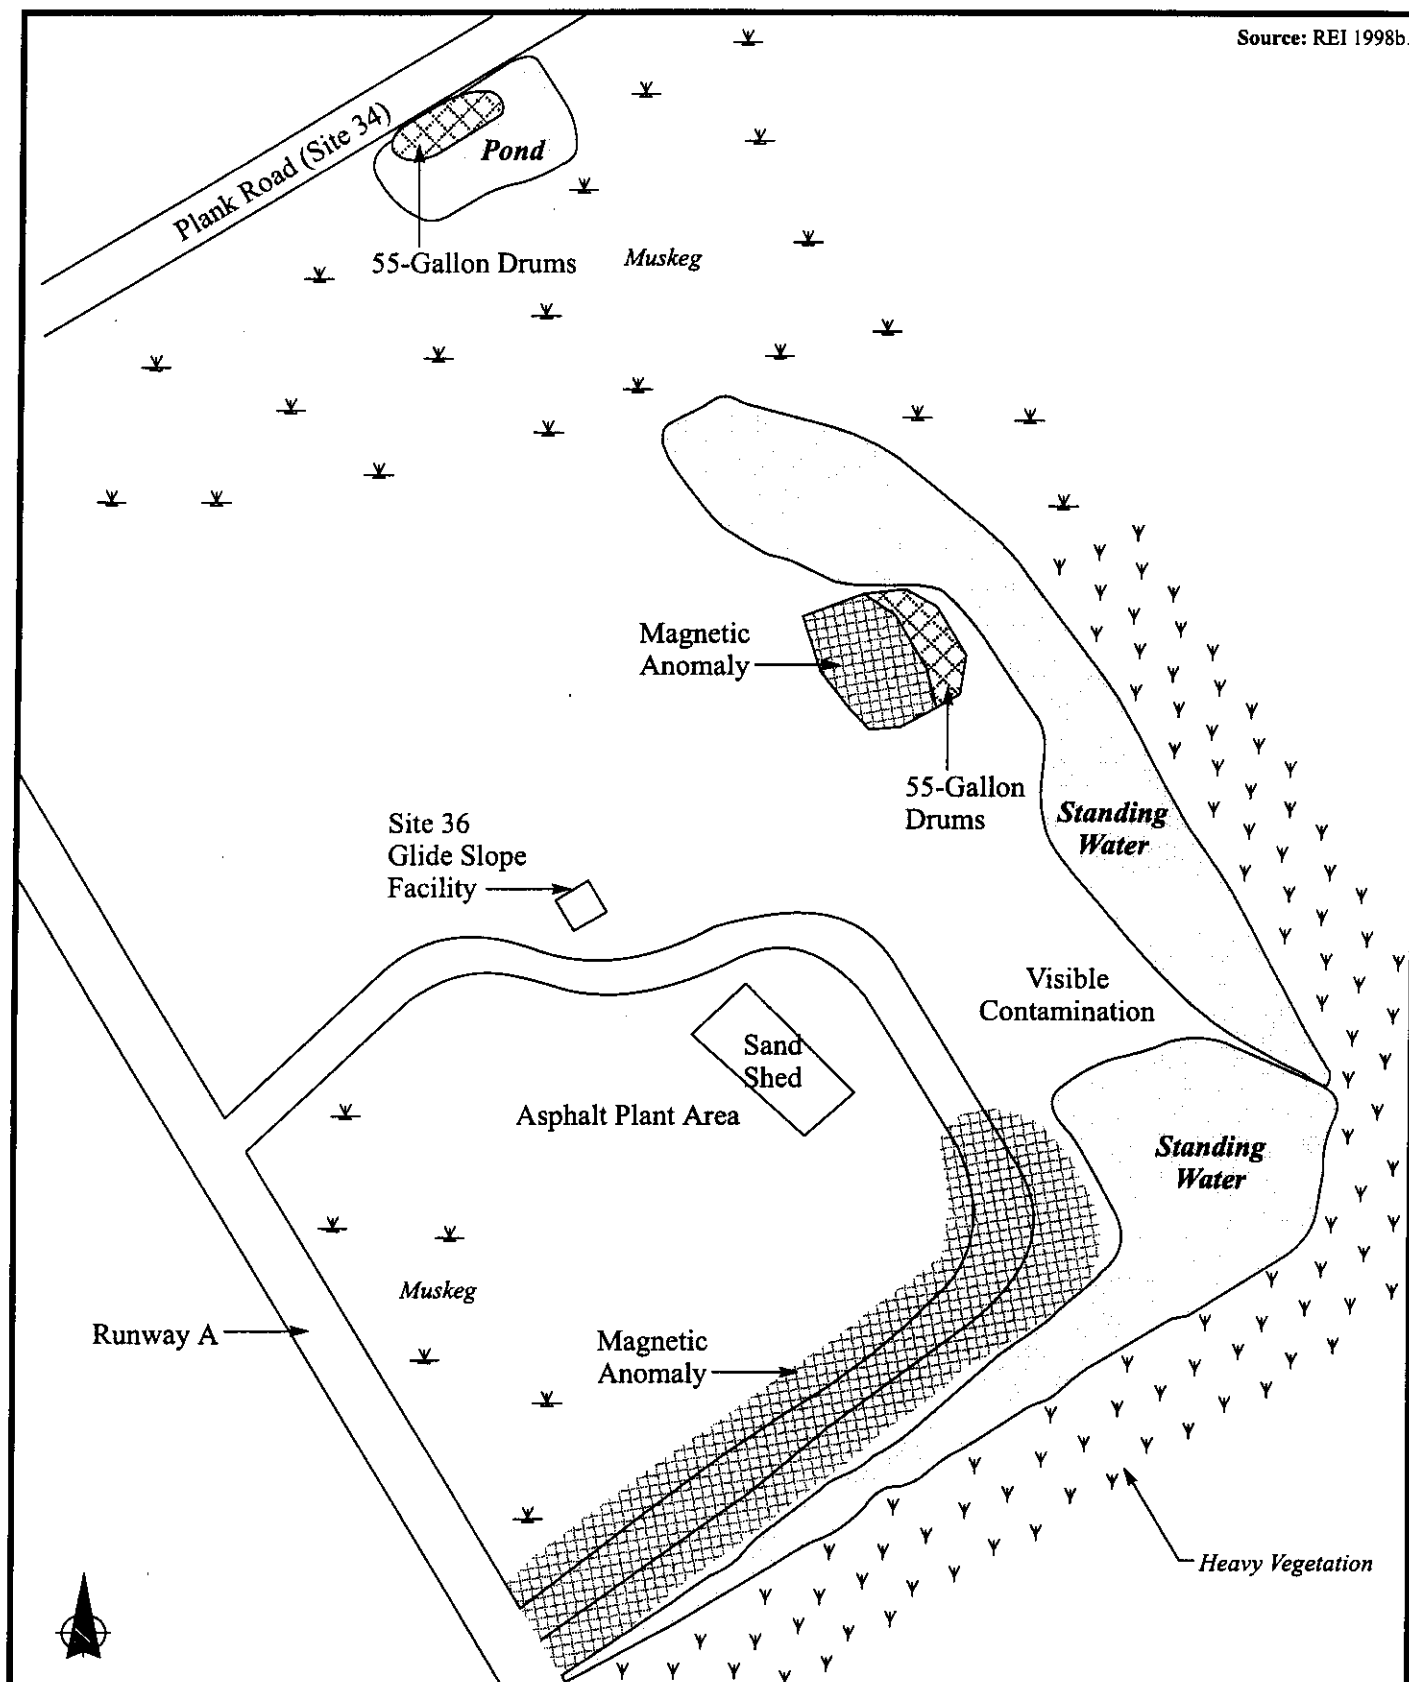 Source: REI 1998b.
Plank Road (Site 34)
Pond
55-Gallon Drums
Muskeg
Magnetic
Anomaly
55-Gallon
Drums
Standing
Water
Site 36
Glide Slope
Facility
Visible
Contamination
Sand
Shed
Asphalt Plant Area
Standing
Water
Muskeg
Runway A
Magnetic
Anomaly
Heavy Vegetation